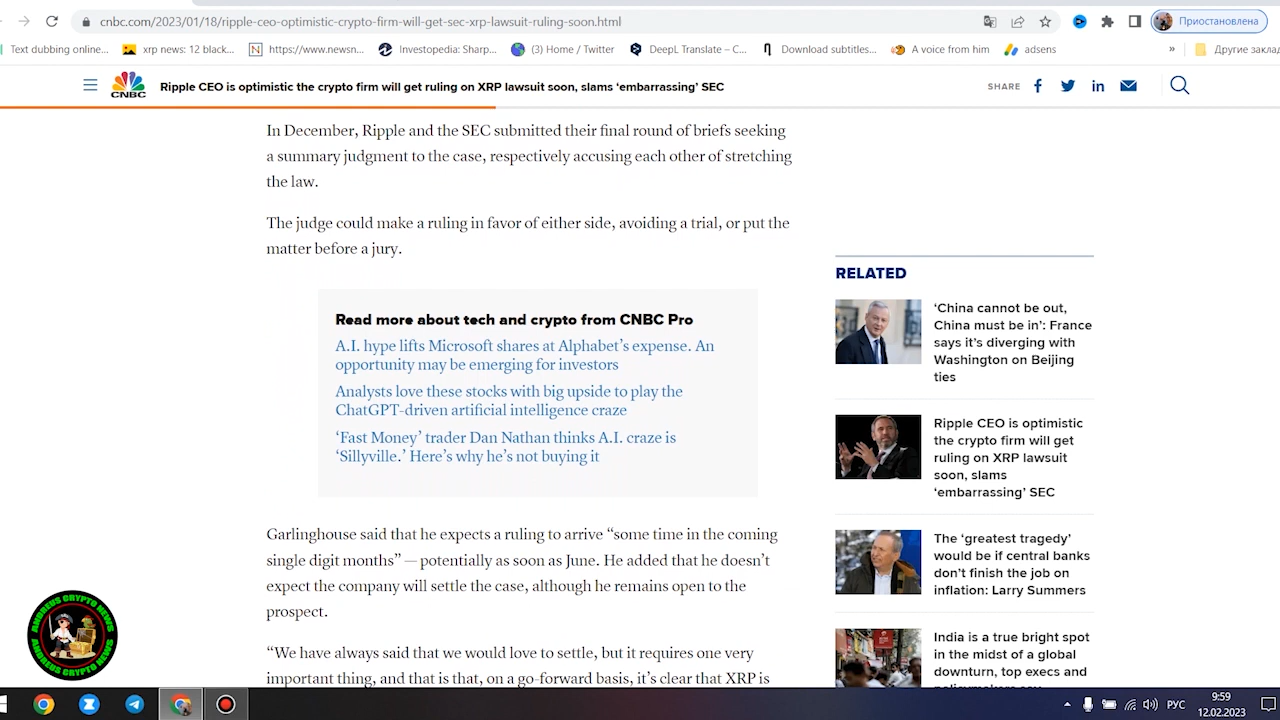 cnbc.com/2023/01/18/ripple-ceo-optimistic-crypto-firm-will-get-sec-xrp-lawsuit-ruling-soon.html
Приостановлена
Text dubbing online...
xrp news: 12 black...
https://www.newsn...
Investopedia: Sharp...
(3) Home / Twitter
DeepL Translate – C...
Download subtitles...
A voice from him
adsens
»
Другие закла
CNBC
Ripple CEO is optimistic the crypto firm will get ruling on XRP lawsuit soon, slams ‘embarrassing’ SEC
SHARE
In December, Ripple and the SEC submitted their final round of briefs seeking
a summary judgment to the case, respectively accusing each other of stretching
the law.
The judge could make a ruling in favor of either side, avoiding a trial, or put the
matter before a jury.
Read more about tech and crypto from CNBC Pro
A.I. hype lifts Microsoft shares at Alphabet’s expense. An
opportunity may be emerging for investors
Analysts love these stocks with big upside to play the
ChatGPT-driven artificial intelligence craze
‘Fast Money’ trader Dan Nathan thinks A.I. craze is
‘Sillyville.’ Here’s why he’s not buying it
Garlinghouse said that he expects a ruling to arrive “some time in the coming
single digit months” — potentially as soon as June. He added that he doesn’t
expect the company will settle the case, although he remains open to the
prospect.
“We have always said that we would love to settle, but it requires one very
important thing, and that is that, on a go-forward basis, it’s clear that XRP is
RELATED
‘China cannot be out,
China must be in’: France
says it’s diverging with
Washington on Beijing
ties
Ripple CEO is optimistic
the crypto firm will get
ruling on XRP lawsuit
soon, slams
‘embarrassing’ SEC
The ‘greatest tragedy’
would be if central banks
don’t finish the job on
inflation: Larry Summers
India is a true bright spot
in the midst of a global
downturn, top execs and
ANDREUS CRYPTO NEWS
ANDREUS CRYPTO NEWS
РУС
9:59
12.02.2023